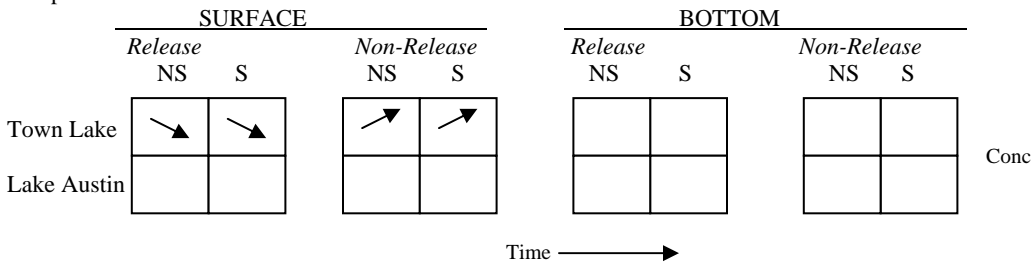 SURFACE BOTTOM
Release Non-Release Release Non-Release
NS S NS S NS S NS S
Town Lake
Conc
Lake Austin
Time